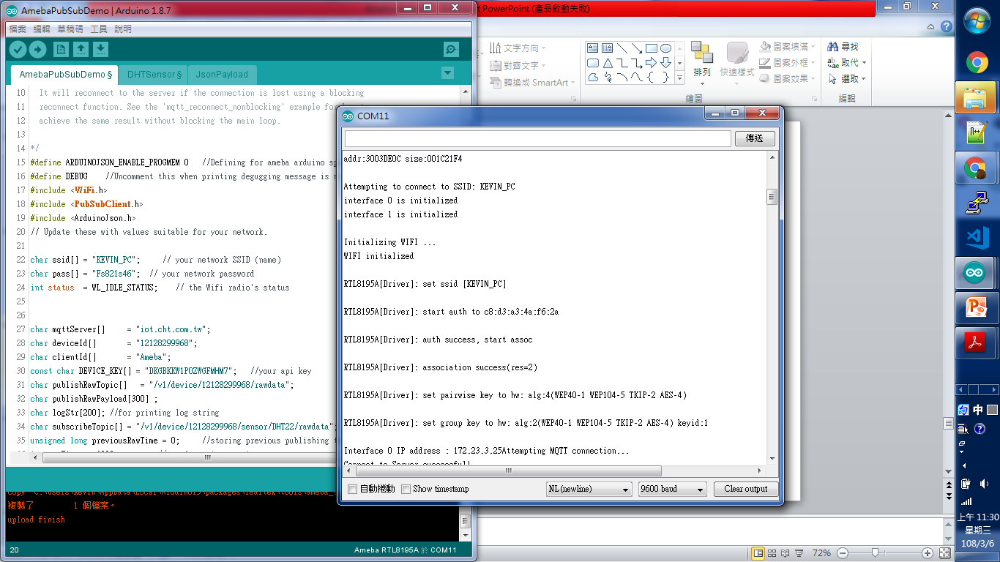 AmebaPubSubDemo | Arduino 1.8.7
檔案 編輯 草稿碼 工具 說明
AmebaPubSubDemo § DHTSensor § JsonPayload
10 It will reconnect to the server if the connection is lost using a blocking
11 reconnect function. See the 'mqtt_reconnect_nonblocking' example for
12 achieve the same result without blocking the main loop.
13
14 */
15 #define ARDUINOJSON_ENABLE_PROGMEM 0 //Defining for ameba arduino
16 #define DEBUG //Uncomment this when printing degugging message is
17 #include <WiFi.h>
18 #include <PubSubClient.h>
19 #include <ArduinoJson.h>
20 // Update these with values suitable for your network.
21
22 char ssid[] = "KEVIN_PC"; // your network SSID (name)
23 char pass[] = "Fs821s46"; // your network password
24 int status = WL_IDLE_STATUS; // the Wifi radio's status
25
26
27 char mqttServer[] = "iot.cht.com.tw";
28 char deviceId[] = "12128299968";
29 char clientId[] = "Ameba";
30 const char DEVICE_KEY[] = "DKGBKKW1POZWGFMHM7"; //your api key
31 char publishRawTopic[] = "/v1/device/12128299968/rawdata";
32 char publishRawPayload[300] ;
33 char logStr[200]; //for printing log string
34 char subscribeTopic[] = "/v1/device/12128299968/sensor/DHT22/rawdata";
35 unsigned long previousRawTime = 0; //storing previous publishing
複製了 1 個檔案。
upload finish
20 Ameba RTL8195A 於 COM11
PowerPoint (產品啟動失敗)
文字方向
對齊文字
轉換成 SmartArt
排列
快速樣式
圖案填滿
圖案外框
圖案效果
尋找
取代
選取
繪圖
編輯
COM11
傳送
addr:3003DE0C size:001C21F4
Attempting to connect to SSID: KEVIN_PC
interface 0 is initialized
interface 1 is initialized
Initializing WIFI ...
WIFI initialized
RTL8195A[Driver]: set ssid [KEVIN_PC]
RTL8195A[Driver]: start auth to c8:d3:a3:4a:f6:2a
RTL8195A[Driver]: auth success, start assoc
RTL8195A[Driver]: association success(res=2)
RTL8195A[Driver]: set pairwise key to hw: alg:4(WEP40-1 WEP104-5 TKIP-2 AES-4)
RTL8195A[Driver]: set group key to hw: alg:2(WEP40-1 WEP104-5 TKIP-2 AES-4) keyid:1
Interface 0 IP address : 172.23.3.25Attempting MQTT connection...
Connect to Server successful!
自動捲動 Show timestamp NL(newline) 9600 baud Clear output
72%
中
上午 11:30
星期三
108/3/6